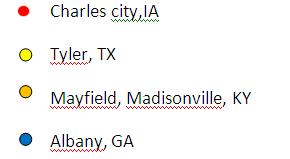 Charles city,IA
Tyler, TX
Mayfield, Madisonville, KY
Albany, GA